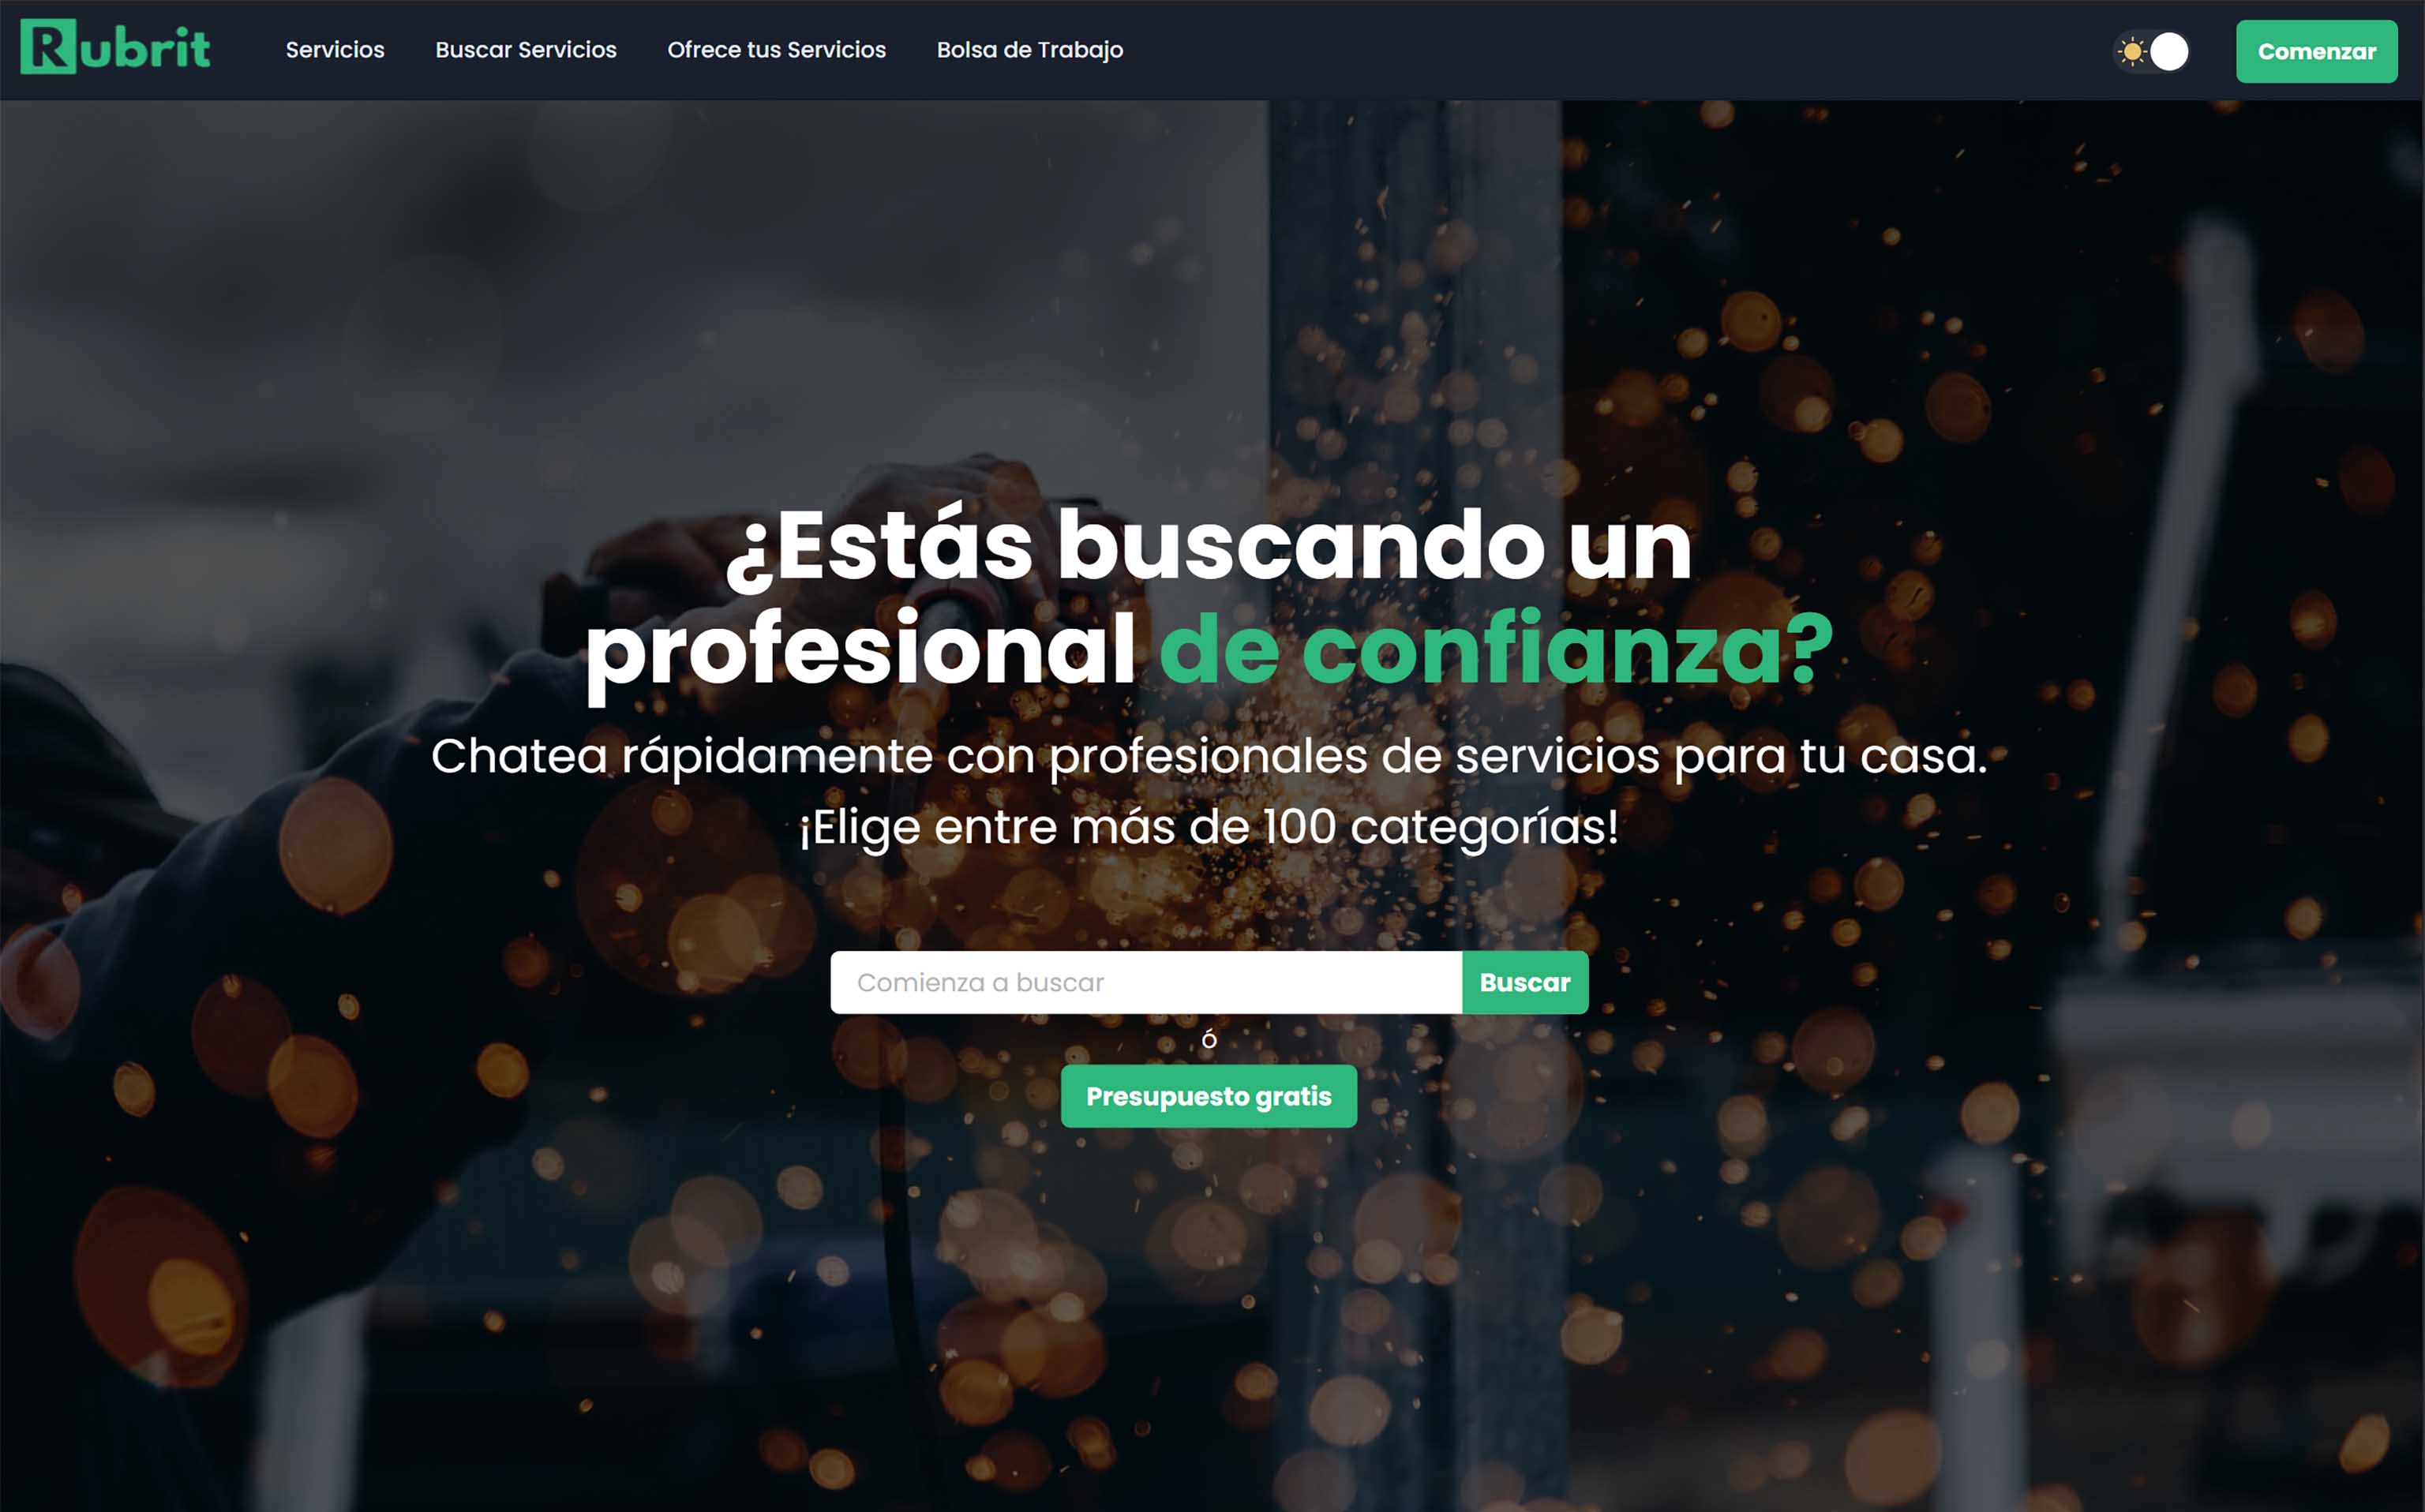 Rubrit
Servicios
Buscar Servicios
Ofrece tus Servicios
Bolsa de Trabajo
Comenzar
¿Estás buscando un
profesional de confianza?
Chatea rápidamente con profesionales de servicios para tu casa.
¡Elige entre más de 100 categorías!
Comienza a buscar
Buscar
ó
Presupuesto gratis